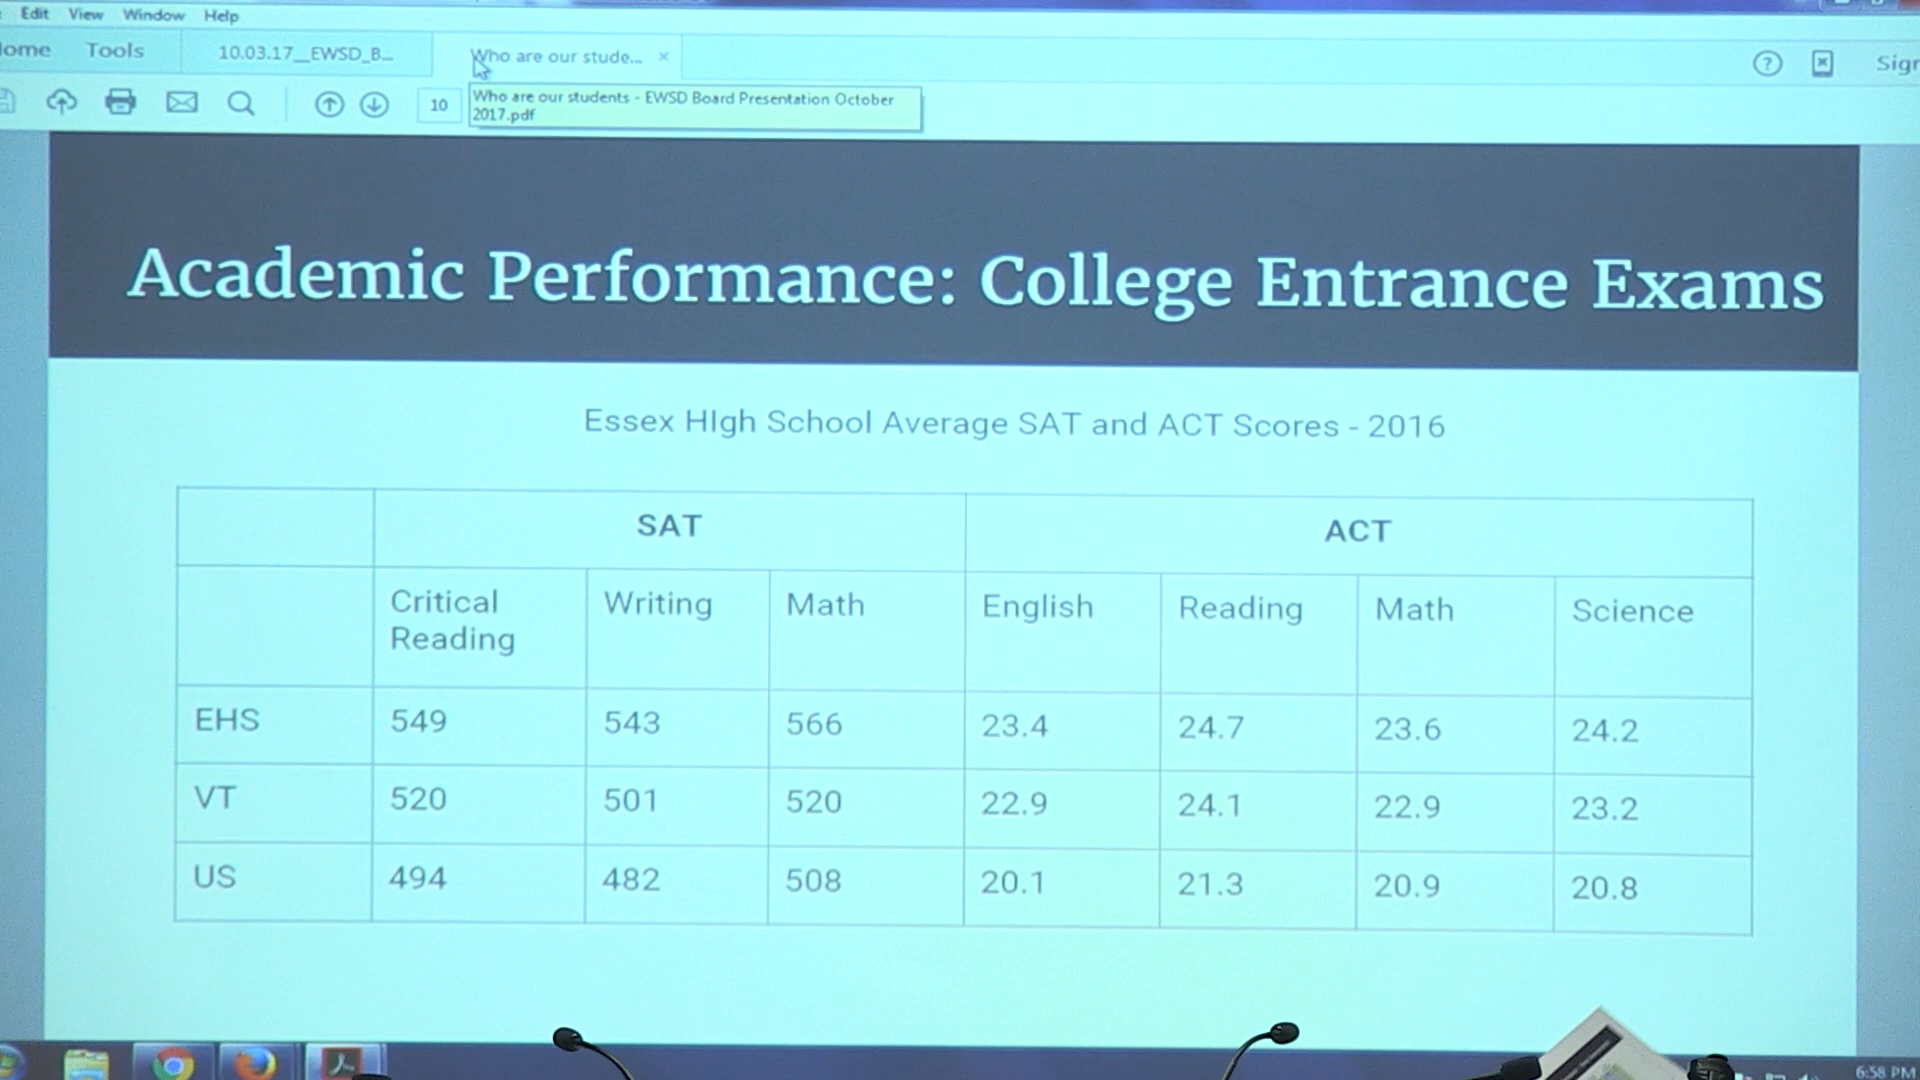 Edit View Window Help
Tools 10.03.17__EWSD_B... Who are our stude... × ?
10
Who are our students - EWSD Board Presentation October
2017.pdf
Academic Performance: College Entrance Exams
Essex HIgh School Average SAT and ACT Scores - 2016
SAT ACT
Critical Reading Writing Math English Reading Math Science
EHS 549 543 566 23.4 24.7 23.6 24.2
VT 520 501 520 22.9 24.1 22.9 23.2
US 494 482 508 20.1 21.3 20.9 20.8
6:58 PM